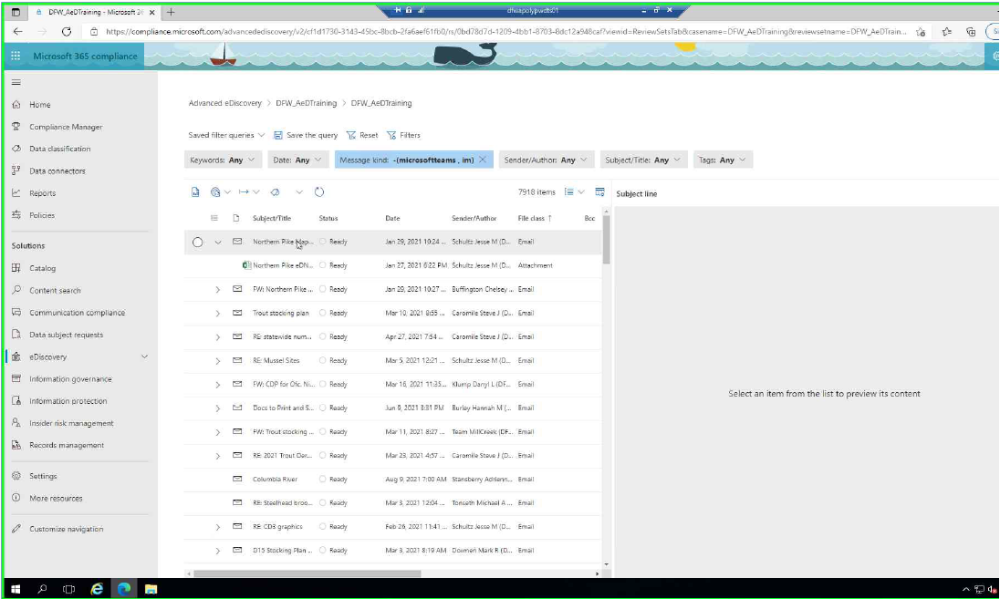 DFW_AeDTraining - Microsoft 36
dfwapolypwdts01
https://compliance.microsoft.com/advancedediscovery/v2/cf1d1730-3143-45bc-8bcb-2fa6aef61fb0/rs/0bd78d7d-1209-4bb1-8703-8dc12a948caf?viewid=ReviewSetsTab&casename=DFW_AeDTraining&reviewsetname=DFW_AeDTrain...
Microsoft 365 compliance
Home
Compliance Manager
Data classification
Data connectors
Reports
Policies
Solutions
Catalog
Content search
Communication compliance
Data subject requests
eDiscovery
Information governance
Information protection
Insider risk management
Records management
Settings
More resources
Customize navigation
Advanced eDiscovery > DFW_AeDTraining > DFW_AeDTraining
Saved filter queries Save the query Reset Filters
Keywords: Any Date: Any Message kind: -(microsoftteams , im) Sender/Author: Any Subject/Title: Any Tags: Any
7918 items
Subject/Title Status Date Sender/Author File class ↑ Bcc
Northern Pike Map... Ready Jan 29, 2021 10:24 ... Schultz Jesse M (D... Email
Northern Pike eDN... Ready Jan 27, 2021 6:22 PM Schultz Jesse M (D... Attachment
FW: Northern Pike ... Ready Jan 29, 2021 10:27 ... Buffington Chelsey ... Email
Trout stocking plan Ready Mar 10, 2021 8:55 ... Caromile Steve J (D... Email
RE: statewide num... Ready Apr 27, 2021 7:54 ... Caromile Steve J (D... Email
RE: Mussel Sites Ready Mar 5, 2021 12:21 ... Schultz Jesse M (D... Email
FW: CDP for Ofc. Ni... Ready Mar 16, 2021 11:35... Klump Daryl L (DF... Email
Docs to Print and S... Ready Jun 9, 2021 3:31 PM Burley Hannah M (... Email
FW: Trout stocking ... Ready Mar 11, 2021 8:27 ... Team MillCreek (DF... Email
RE: 2021 Trout Der... Ready Mar 23, 2021 4:57 ... Caromile Steve J (D... Email
Columbia River Ready Aug 9, 2021 7:00 AM Stansberry Adriann... Email
RE: Steelhead broo... Ready Mar 3, 2021 12:04 ... Tonseth Michael A ... Email
RE: CD3 graphics Ready Feb 26, 2021 11:41 ... Schultz Jesse M (D... Email
G15 Stocking Plan ... Ready Mar 3, 2021 8:19 AM Downen Mark R (D... Email
Subject line
Select an item from the list to preview its content